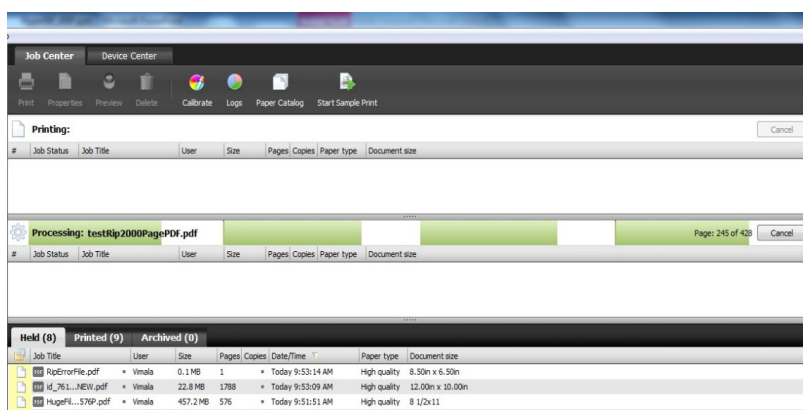 Job Center Device Center
Print Properties Preview Delete Calibrate Logs Paper Catalog Start Sample Print
Printing: Cancel
# Job Status Job Title User Size Pages Copies Paper type Document size
Processing: testRip2000PagePDF.pdf Page: 245 of 428 Cancel
# Job Status Job Title User Size Pages Copies Paper type Document size
Held (8) Printed (9) Archived (0)
Job Title User Size Pages Copies Date/Time Paper type Document size
RipErrorFile.pdf Vimala 0.1 MB 1 Today 9:53:14 AM High quality 8.50in x 6.50in
id_761...NEW.pdf Vimala 22.8 MB 1788 Today 9:53:09 AM High quality 12.00in x 10.00in
HugeFil...576P.pdf Vimala 457.2 MB 576 Today 9:51:51 AM High quality 8 1/2x11